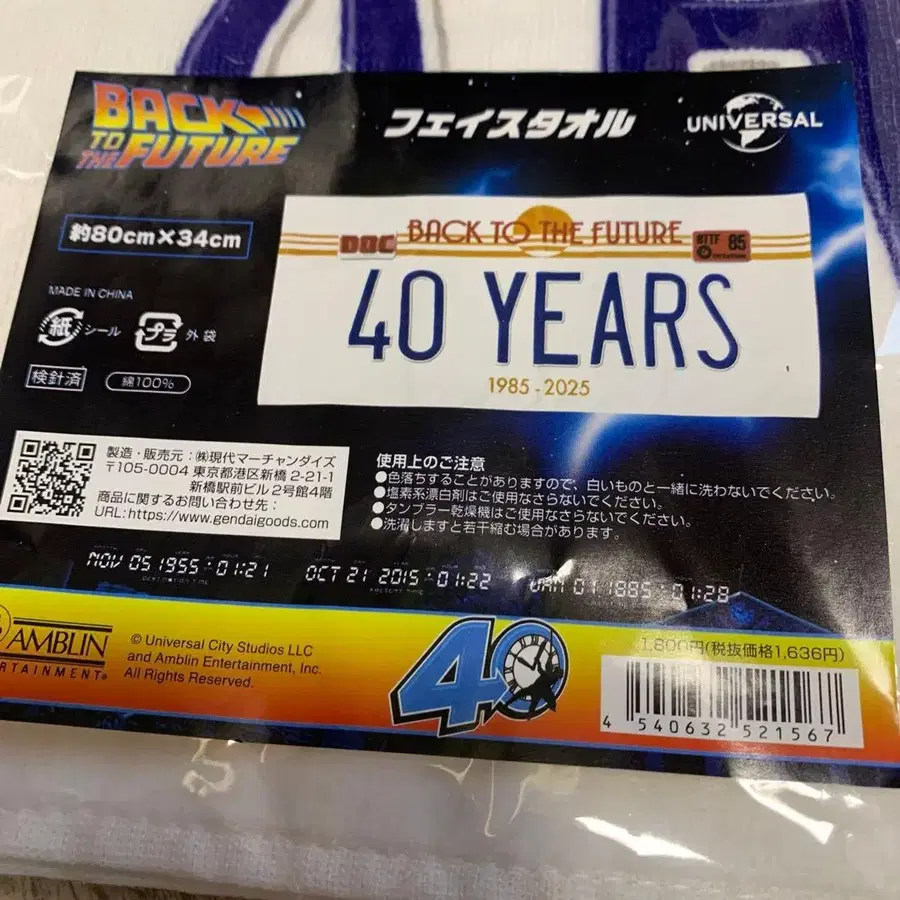 BACK
TO
THE FUTURE
フェイスタオル
UNIVERSAL
約80cm×34cm
DOC
BACK TO THE FUTURE
BTTF 85
40 YEARS
1985 - 2025
MADE IN CHINA
紙 シール
プラ 外袋
検針済
綿100%
製造・販売元:㈱現代マーチャンダイズ
〒105-0004 東京都港区新橋 2-21-1
新橋駅前ビル 2号館4階
商品に関するお問い合わせ先:
URL:https://www.gendaigoods.com
使用上のご注意
●色落ちすることがありますので、白いものと一緒に洗わないでください。
●塩素系漂白剤はご使用なさらないでください。
●タンブラー乾燥機はご使用なさらないでください。
●洗濯しますと若干縮む場合があります。
NOV 05 1955 01:21
OCT 21 2015 01:22
JAN 01 1885 01:28
AMBLIN
ENTERTAINMENT®
© Universal City Studios LLC
and Amblin Entertainment, Inc.
All Rights Reserved.
40
1,800円(税抜価格1,636円)
4 540632 521567